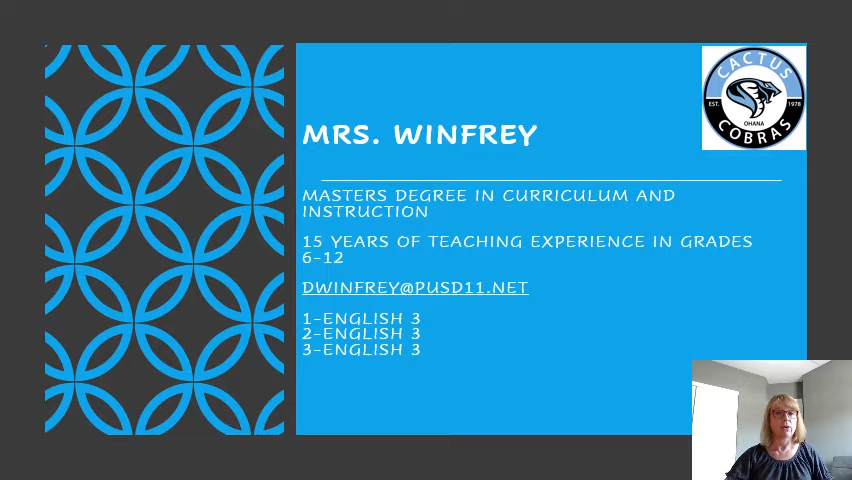 CACTUS
EST. 1978
OHANA
COBRAS
MRS. WINFREY
MASTERS DEGREE IN CURRICULUM AND
INSTRUCTION
15 YEARS OF TEACHING EXPERIENCE IN GRADES
6-12
DWINFREY@PUSD11.NET
1-ENGLISH 3
2-ENGLISH 3
3-ENGLISH 3